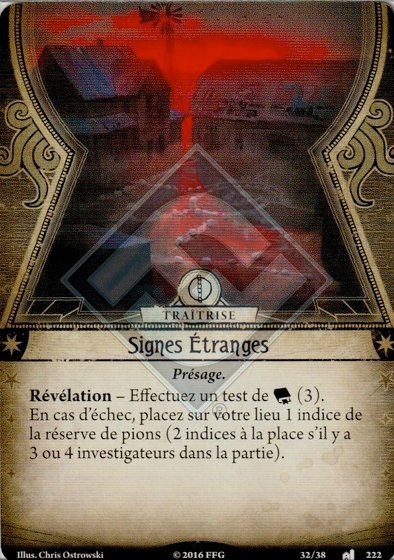 TRAÎTRISE
Signes Étranges
Présage.
Révélation – Effectuez un test de (3).
En cas d'échec, placez sur votre lieu 1 indice de
la réserve de pions (2 indices à la place s'il y a
3 ou 4 investigateurs dans la partie).
®
Illus. Chris Ostrowski © 2016 FFG 32/38 222